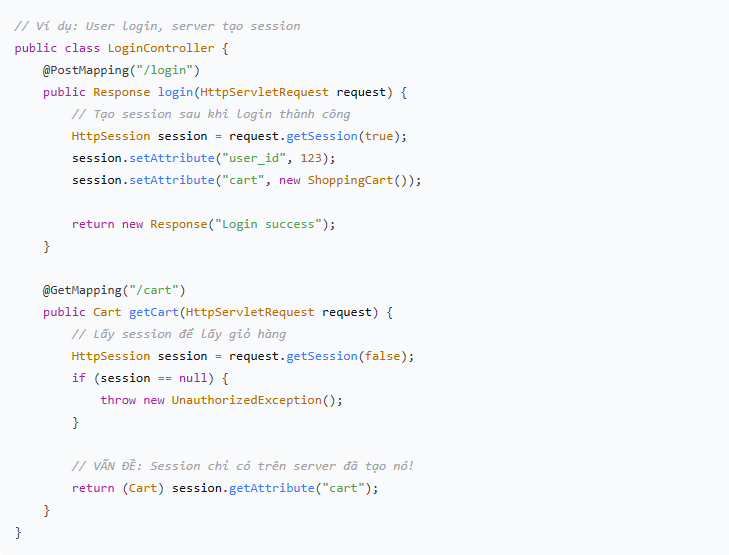 // Ví dụ: User login, server tạo session
public class LoginController {
    @PostMapping("/login")
    public Response login(HttpServletRequest request) {
        // Tạo session sau khi login thành công
        HttpSession session = request.getSession(true);
        session.setAttribute("user_id", 123);
        session.setAttribute("cart", new ShoppingCart());

        return new Response("Login success");
    }

    @GetMapping("/cart")
    public Cart getCart(HttpServletRequest request) {
        // Lấy session để lấy giỏ hàng
        HttpSession session = request.getSession(false);
        if (session == null) {
            throw new UnauthorizedException();
        }

        // VẤN ĐỀ: Session chỉ có trên server đã tạo nó!
        return (Cart) session.getAttribute("cart");
    }
}